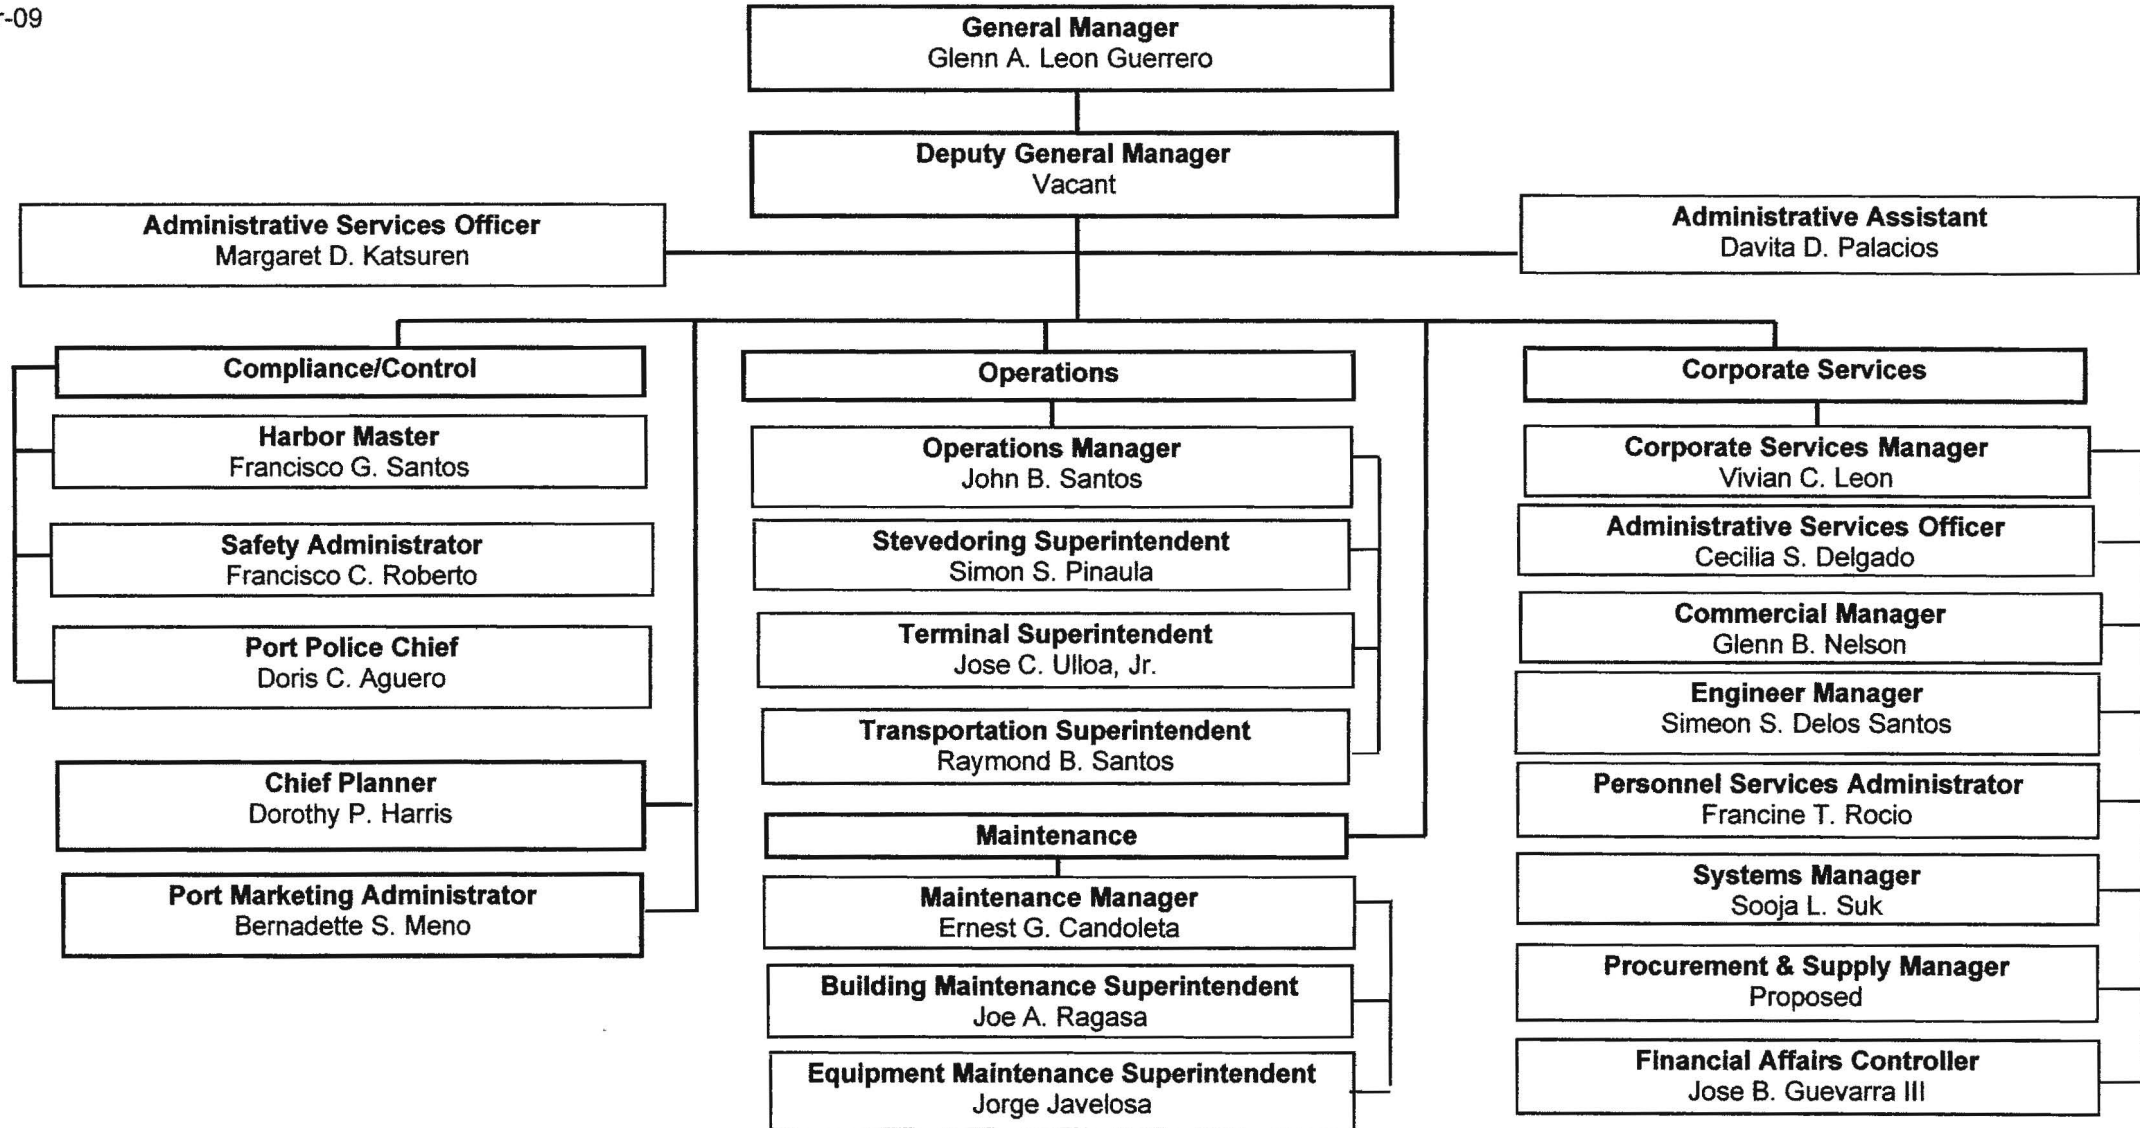 r-09
General Manager
Glenn A. Leon Guerrero
Deputy General Manager
Vacant
Administrative Services Officer
Margaret D. Katsuren
Administrative Assistant
Davita D. Palacios
Compliance/Control
Harbor Master
Francisco G. Santos
Safety Administrator
Francisco C. Roberto
Port Police Chief
Doris C. Aguero
Chief Planner
Dorothy P. Harris
Port Marketing Administrator
Bernadette S. Meno
Operations
Operations Manager
John B. Santos
Stevedoring Superintendent
Simon S. Pinaula
Terminal Superintendent
Jose C. Ulloa, Jr.
Transportation Superintendent
Raymond B. Santos
Maintenance
Maintenance Manager
Ernest G. Candoleta
Building Maintenance Superintendent
Joe A. Ragasa
Equipment Maintenance Superintendent
Jorge Javelosa
Corporate Services
Corporate Services Manager
Vivian C. Leon
Administrative Services Officer
Cecilia S. Delgado
Commercial Manager
Glenn B. Nelson
Engineer Manager
Simeon S. Delos Santos
Personnel Services Administrator
Francine T. Rocio
Systems Manager
Sooja L. Suk
Procurement & Supply Manager
Proposed
Financial Affairs Controller
Jose B. Guevarra III